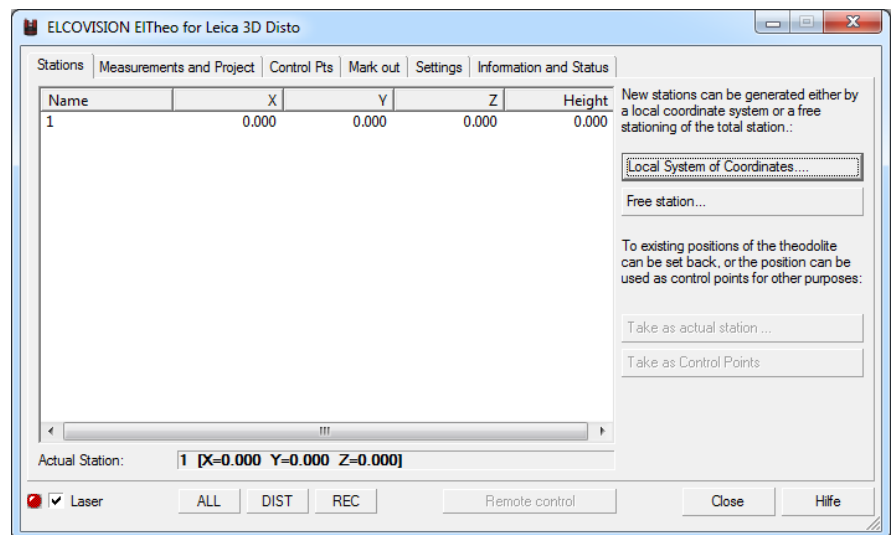 ELCOVISION ElTheo for Leica 3D Disto
Stations Measurements and Project Control Pts Mark out Settings Information and Status
Name X Y Z Height
1 0.000 0.000 0.000 0.000
New stations can be generated either by
a local coordinate system or a free
stationing of the total station.:
Local System of Coordinates....
Free station...
To existing positions of the theodolite
can be set back, or the position can be
used as control points for other purposes:
Take as actual station ...
Take as Control Points
Actual Station: 1 [X=0.000 Y=0.000 Z=0.000]
Laser ALL DIST REC Remote control Close Hilfe